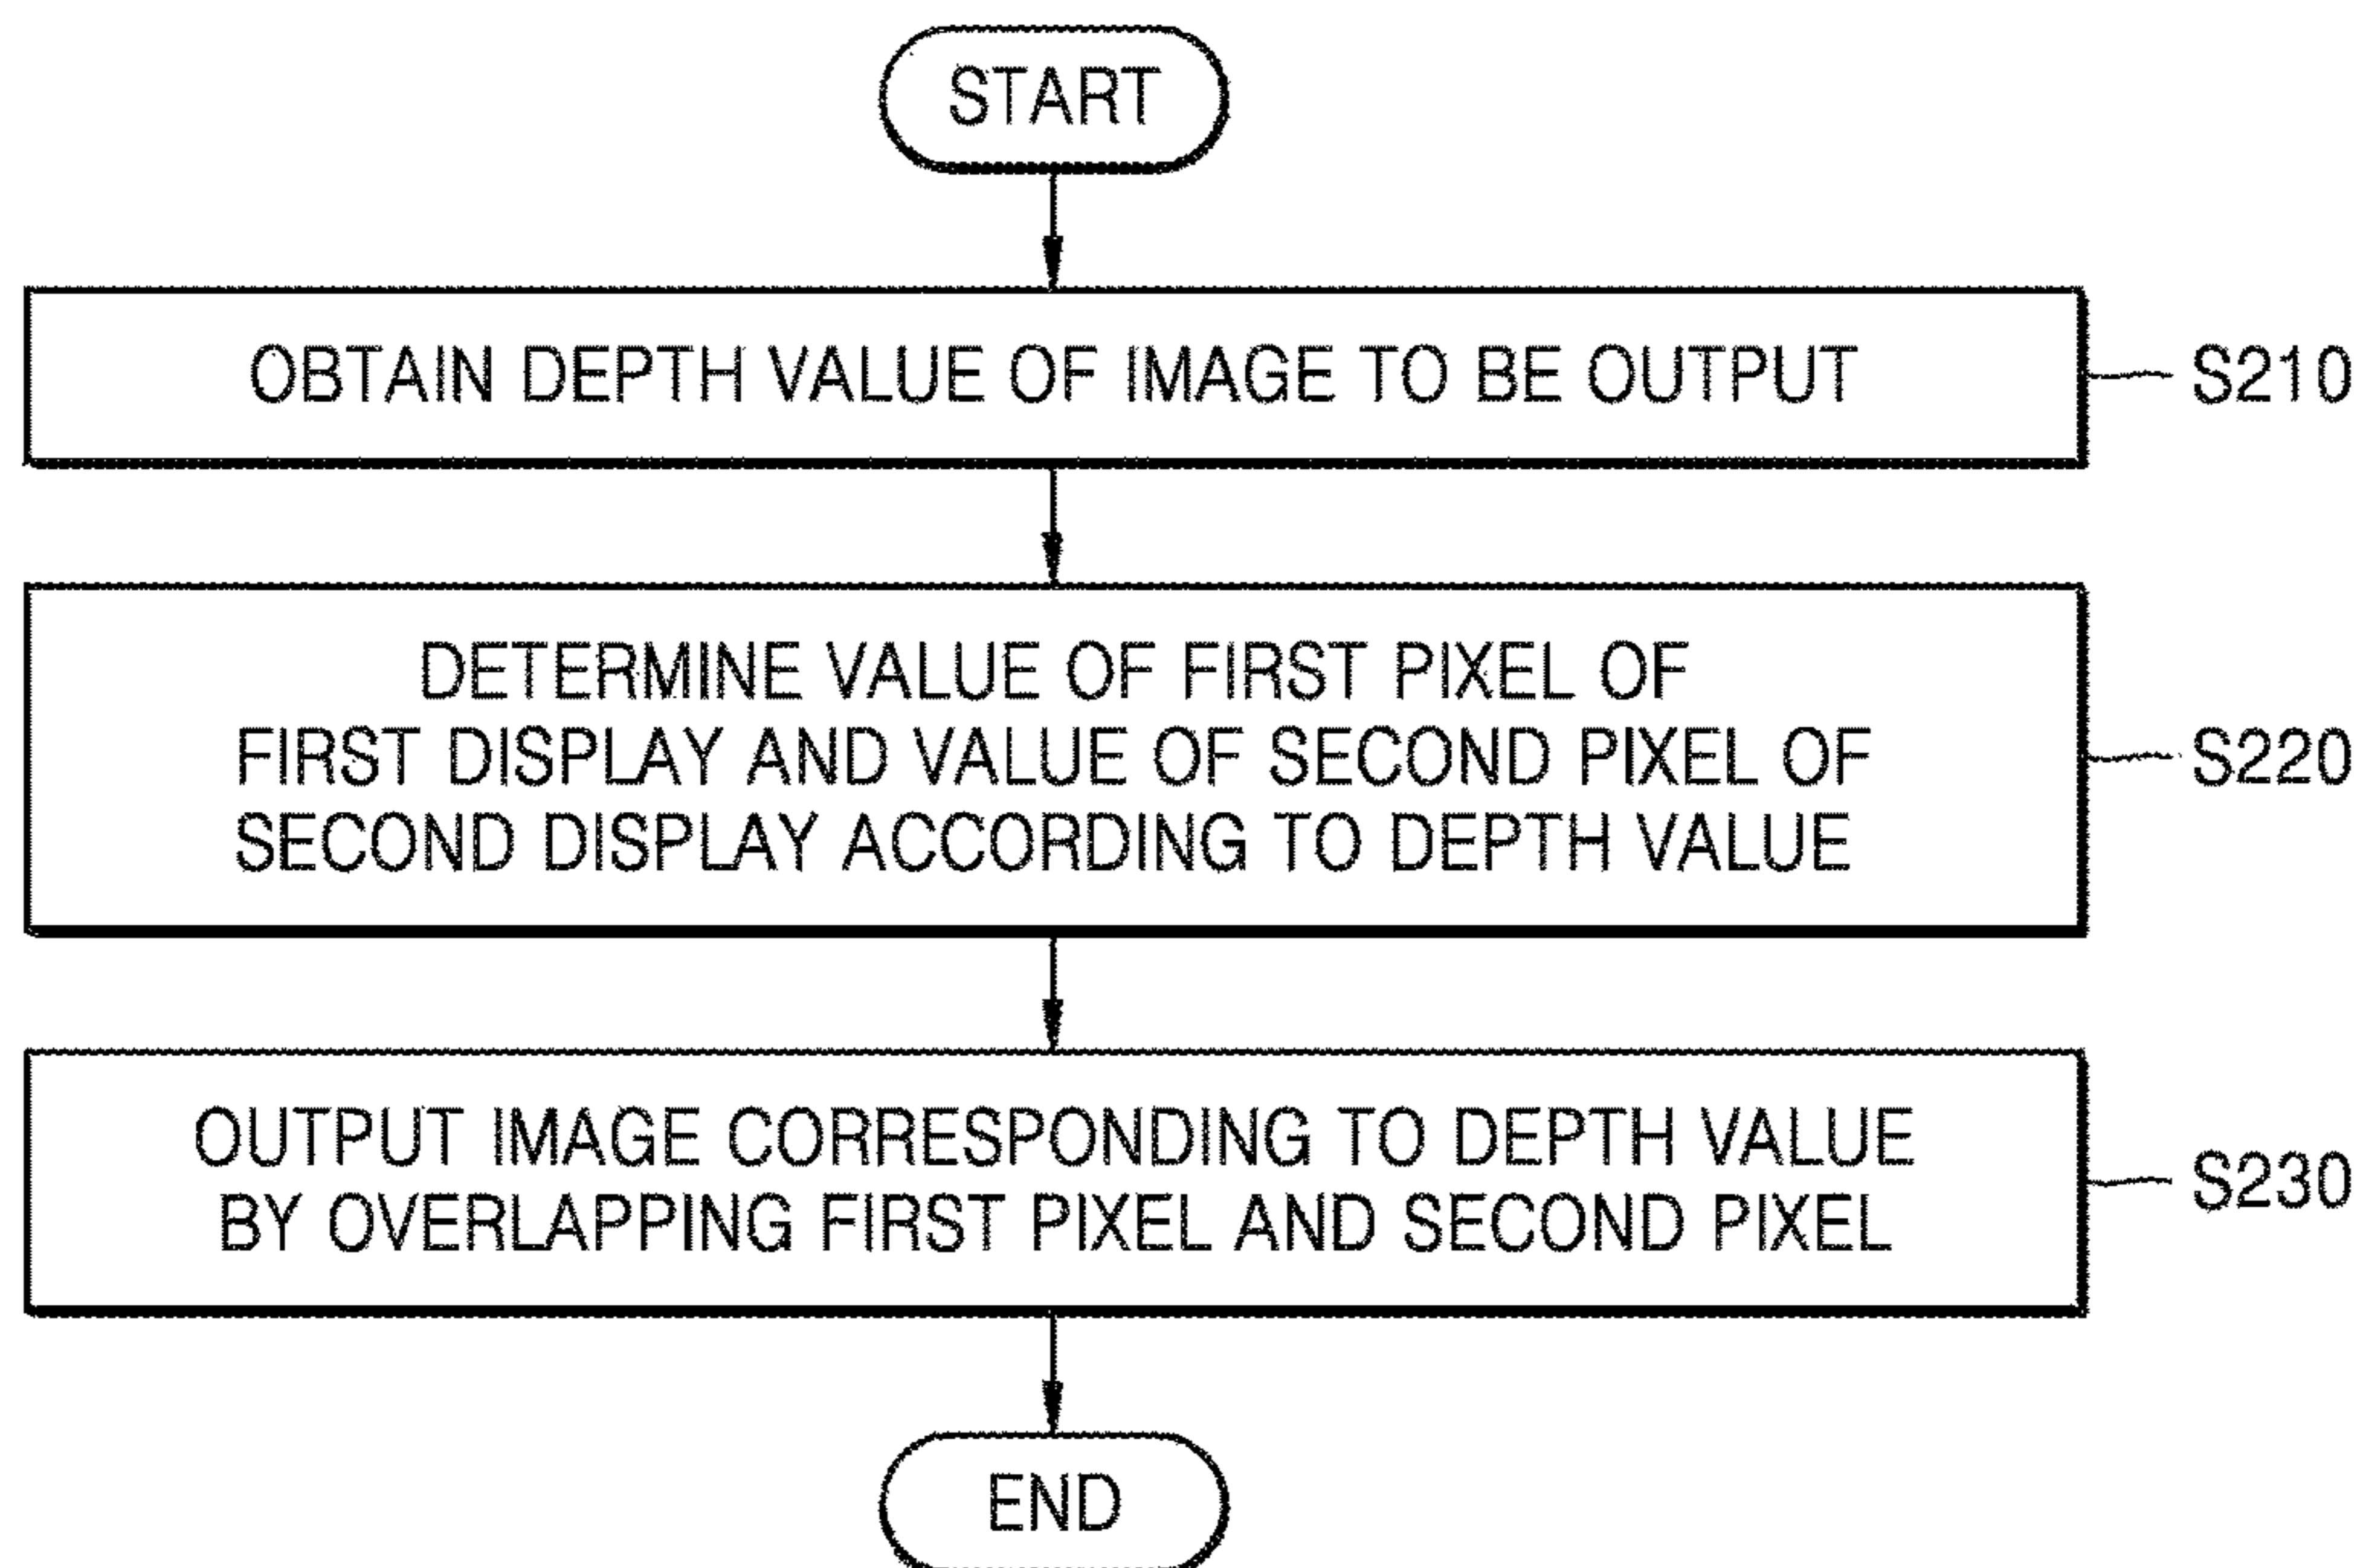 START
OBTAIN DEPTH VALUE OF IMAGE TO BE OUTPUT
S210
DETERMINE VALUE OF FIRST PIXEL OF
FIRST DISPLAY AND VALUE OF SECOND PIXEL OF
SECOND DISPLAY ACCORDING TO DEPTH VALUE
S220
OUTPUT IMAGE CORRESPONDING TO DEPTH VALUE
BY OVERLAPPING FIRST PIXEL AND SECOND PIXEL
S230
END